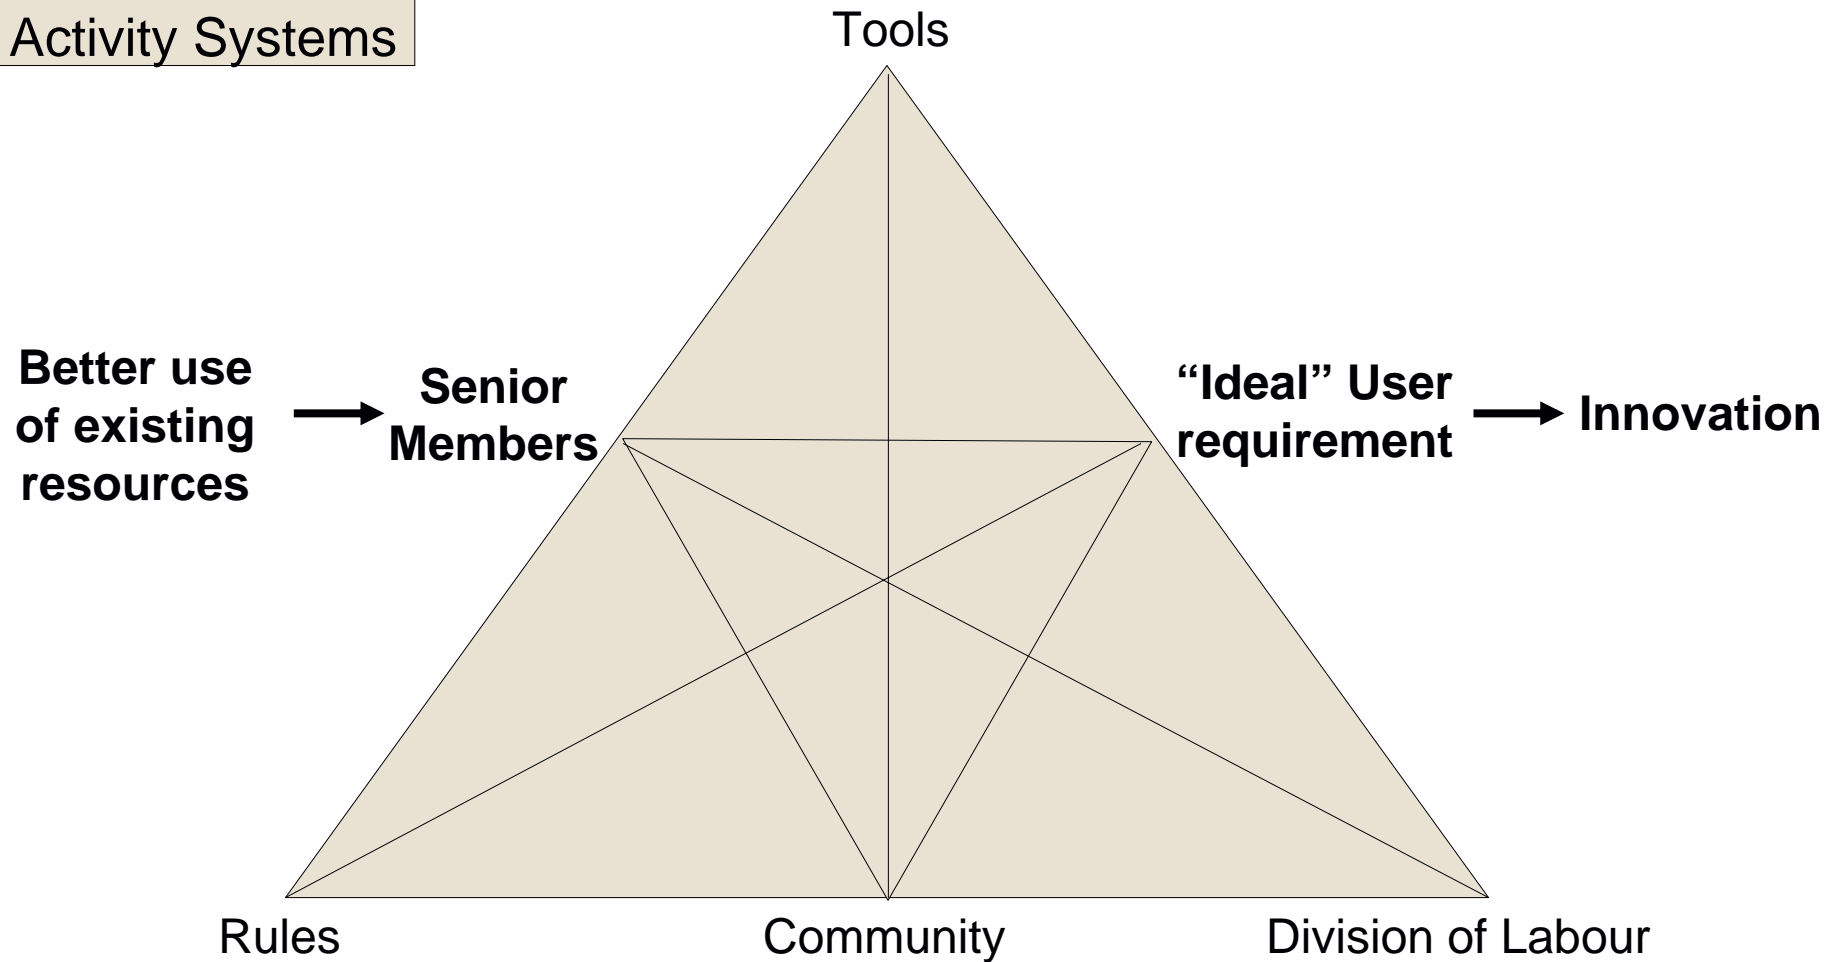 Activity Systems
Tools
Better use
of existing
resources
Senior
Members
“Ideal” User
requirement
Innovation
Rules
Community
Division of Labour